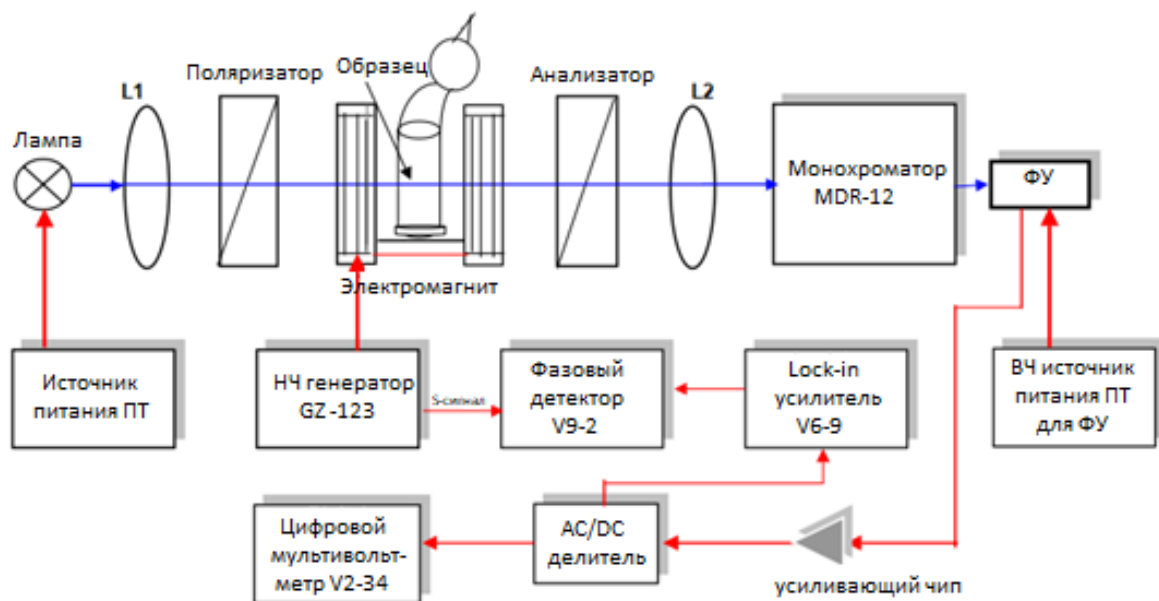 Поляризатор
Образец
Анализатор
L1
L2
Лампа
Монохроматор
MDR-12
ФУ
Электромагнит
Источник
питания ПТ
НЧ генератор
GZ-123
S-сигнал
Фазовый
детектор
V9-2
Lock-in
усилитель
V6-9
ВЧ источник
питания ПТ
для ФУ
Цифровой
мультивольт-
метр V2-34
AC/DC
делитель
усиливающий чип